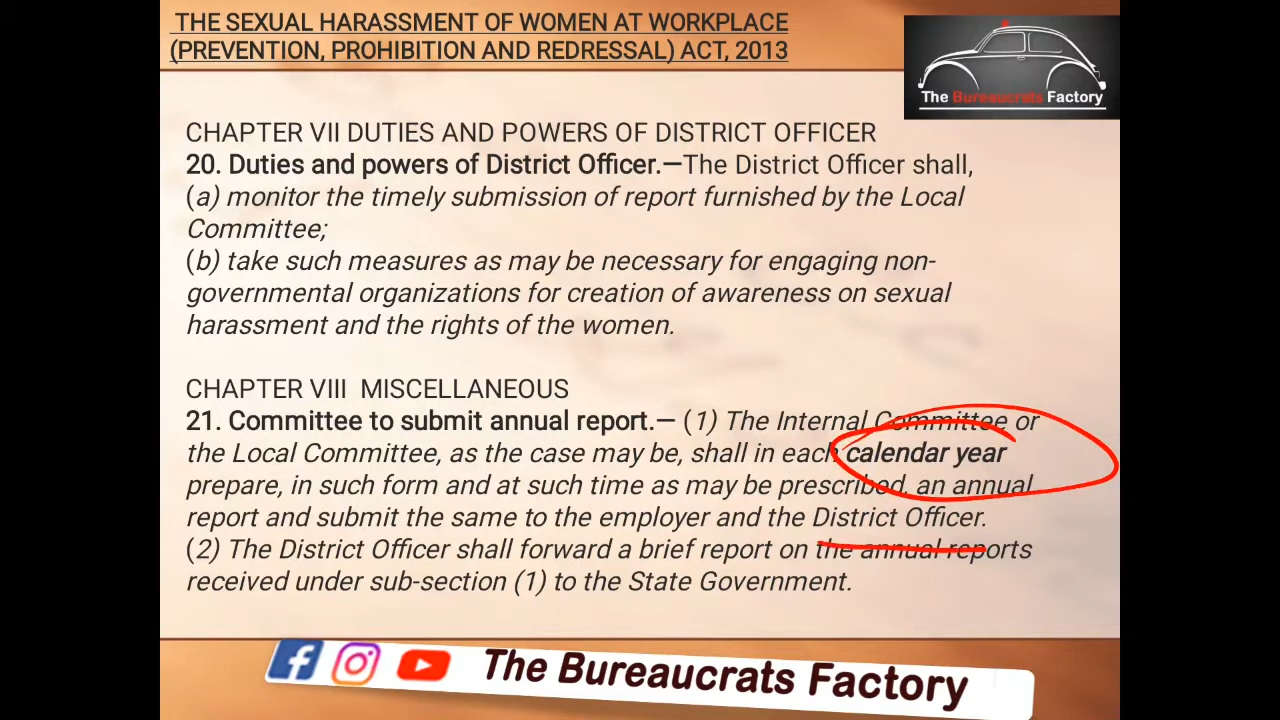 THE SEXUAL HARASSMENT OF WOMEN AT WORKPLACE
(PREVENTION, PROHIBITION AND REDRESSAL) ACT, 2013
The Bureaucrats Factory
CHAPTER VII DUTIES AND POWERS OF DISTRICT OFFICER
20. Duties and powers of District Officer.—The District Officer shall,
(a) monitor the timely submission of report furnished by the Local
Committee;
(b) take such measures as may be necessary for engaging non-
governmental organizations for creation of awareness on sexual
harassment and the rights of the women.
CHAPTER VIII MISCELLANEOUS
21. Committee to submit annual report.— (1) The Internal Committee or
the Local Committee, as the case may be, shall in each calendar year
prepare, in such form and at such time as may be prescribed, an annual
report and submit the same to the employer and the District Officer.
(2) The District Officer shall forward a brief report on the annual reports
received under sub-section (1) to the State Government.
The Bureaucrats Factory